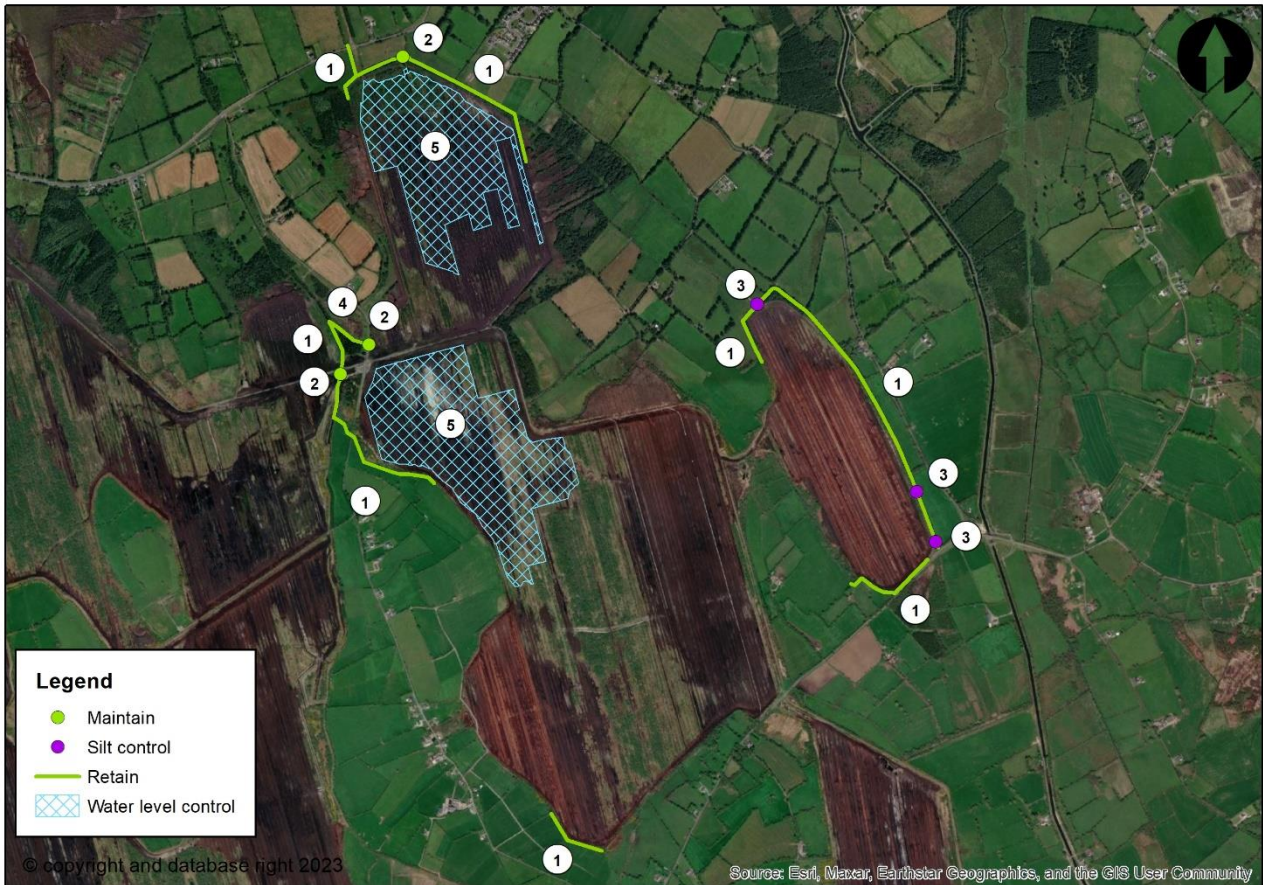 2
1
1
5
3
4
2
1
1
1
2
5
3
1
3
1
1
Legend
Maintain
Silt control
Retain
Water level control
© copyright and database right 2023
Source: Esri, Maxar, Earthstar Geographics, and the GIS User Community